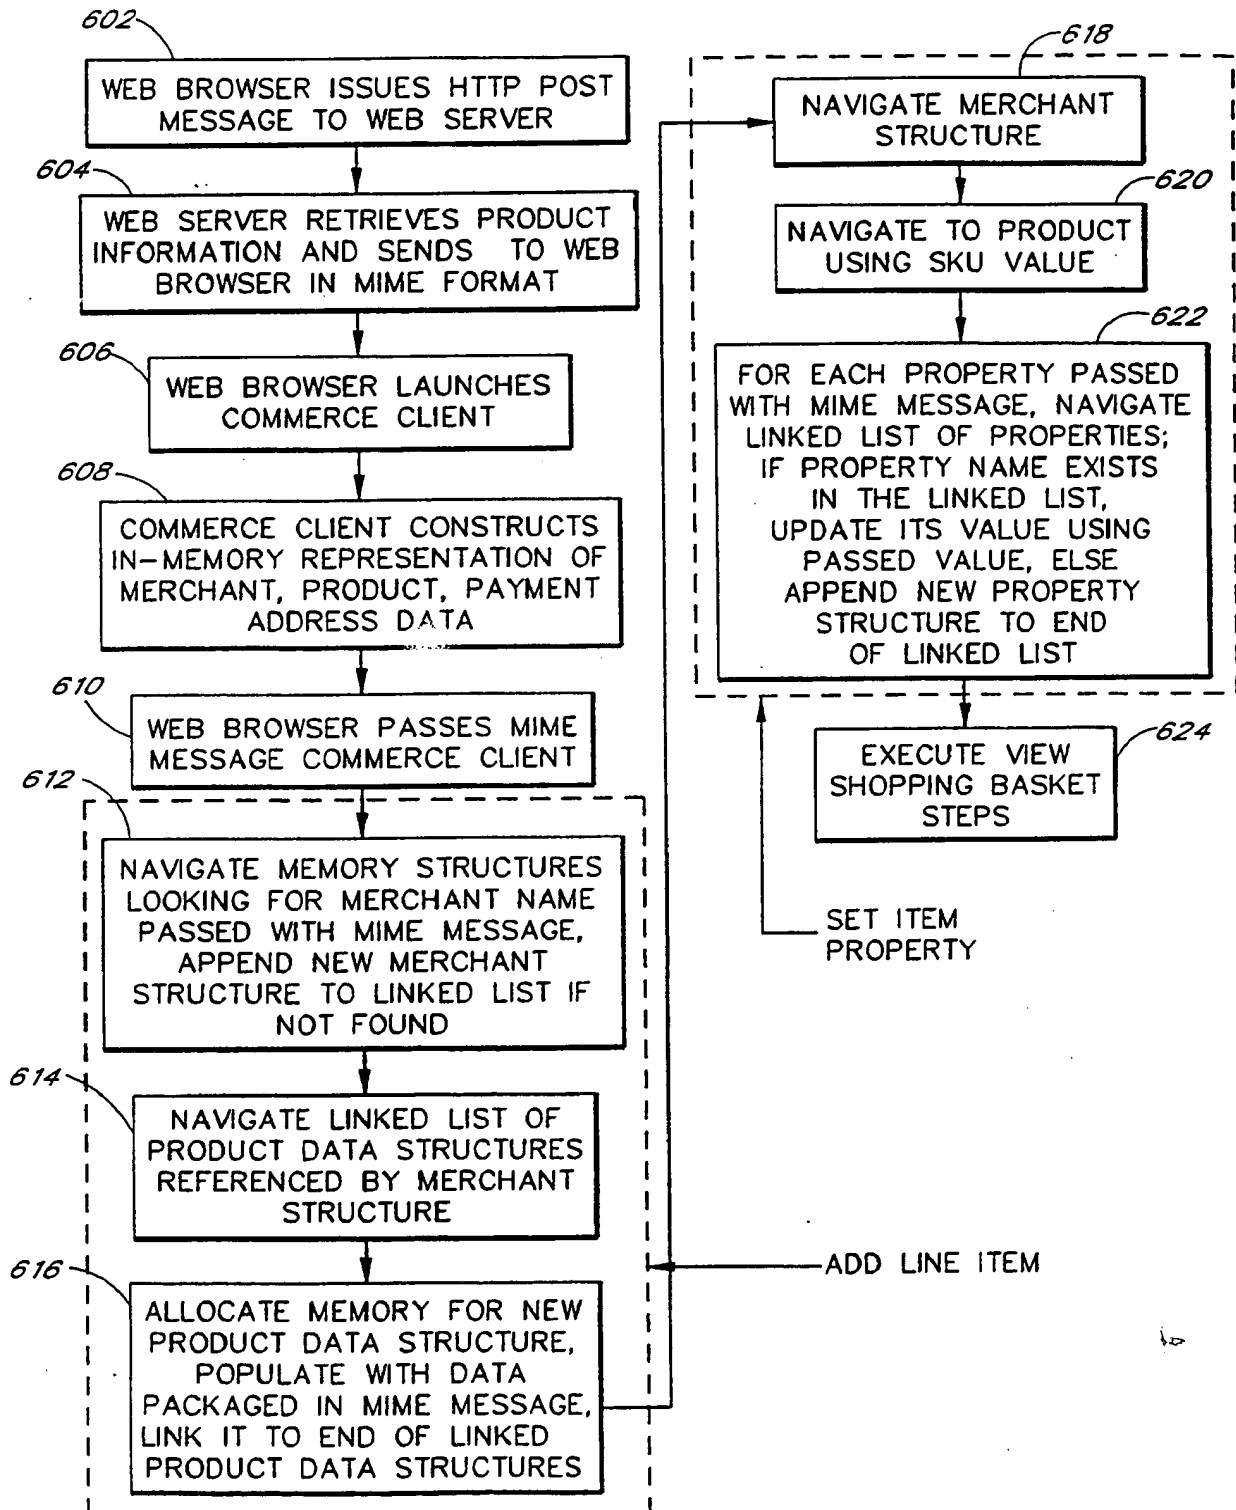 602
WEB BROWSER ISSUES HTTP POST
MESSAGE TO WEB SERVER
604
WEB SERVER RETRIEVES PRODUCT
INFORMATION AND SENDS TO WEB
BROWSER IN MIME FORMAT
606
WEB BROWSER LAUNCHES
COMMERCE CLIENT
608
COMMERCE CLIENT CONSTRUCTS
IN-MEMORY REPRESENTATION OF
MERCHANT, PRODUCT, PAYMENT
ADDRESS DATA
610
WEB BROWSER PASSES MIME
MESSAGE COMMERCE CLIENT
612
NAVIGATE MEMORY STRUCTURES
LOOKING FOR MERCHANT NAME
PASSED WITH MIME MESSAGE,
APPEND NEW MERCHANT
STRUCTURE TO LINKED LIST IF
NOT FOUND
614
NAVIGATE LINKED LIST OF
PRODUCT DATA STRUCTURES
REFERENCED BY MERCHANT
STRUCTURE
616
ALLOCATE MEMORY FOR NEW
PRODUCT DATA STRUCTURE,
POPULATE WITH DATA
PACKAGED IN MIME MESSAGE,
LINK IT TO END OF LINKED
PRODUCT DATA STRUCTURES
ADD LINE ITEM
618
NAVIGATE MERCHANT
STRUCTURE
620
NAVIGATE TO PRODUCT
USING SKU VALUE
622
FOR EACH PROPERTY PASSED
WITH MIME MESSAGE, NAVIGATE
LINKED LIST OF PROPERTIES;
IF PROPERTY NAME EXISTS
IN THE LINKED LIST,
UPDATE ITS VALUE USING
PASSED VALUE, ELSE
APPEND NEW PROPERTY
STRUCTURE TO END
OF LINKED LIST
624
EXECUTE VIEW
SHOPPING BASKET
STEPS
SET ITEM
PROPERTY